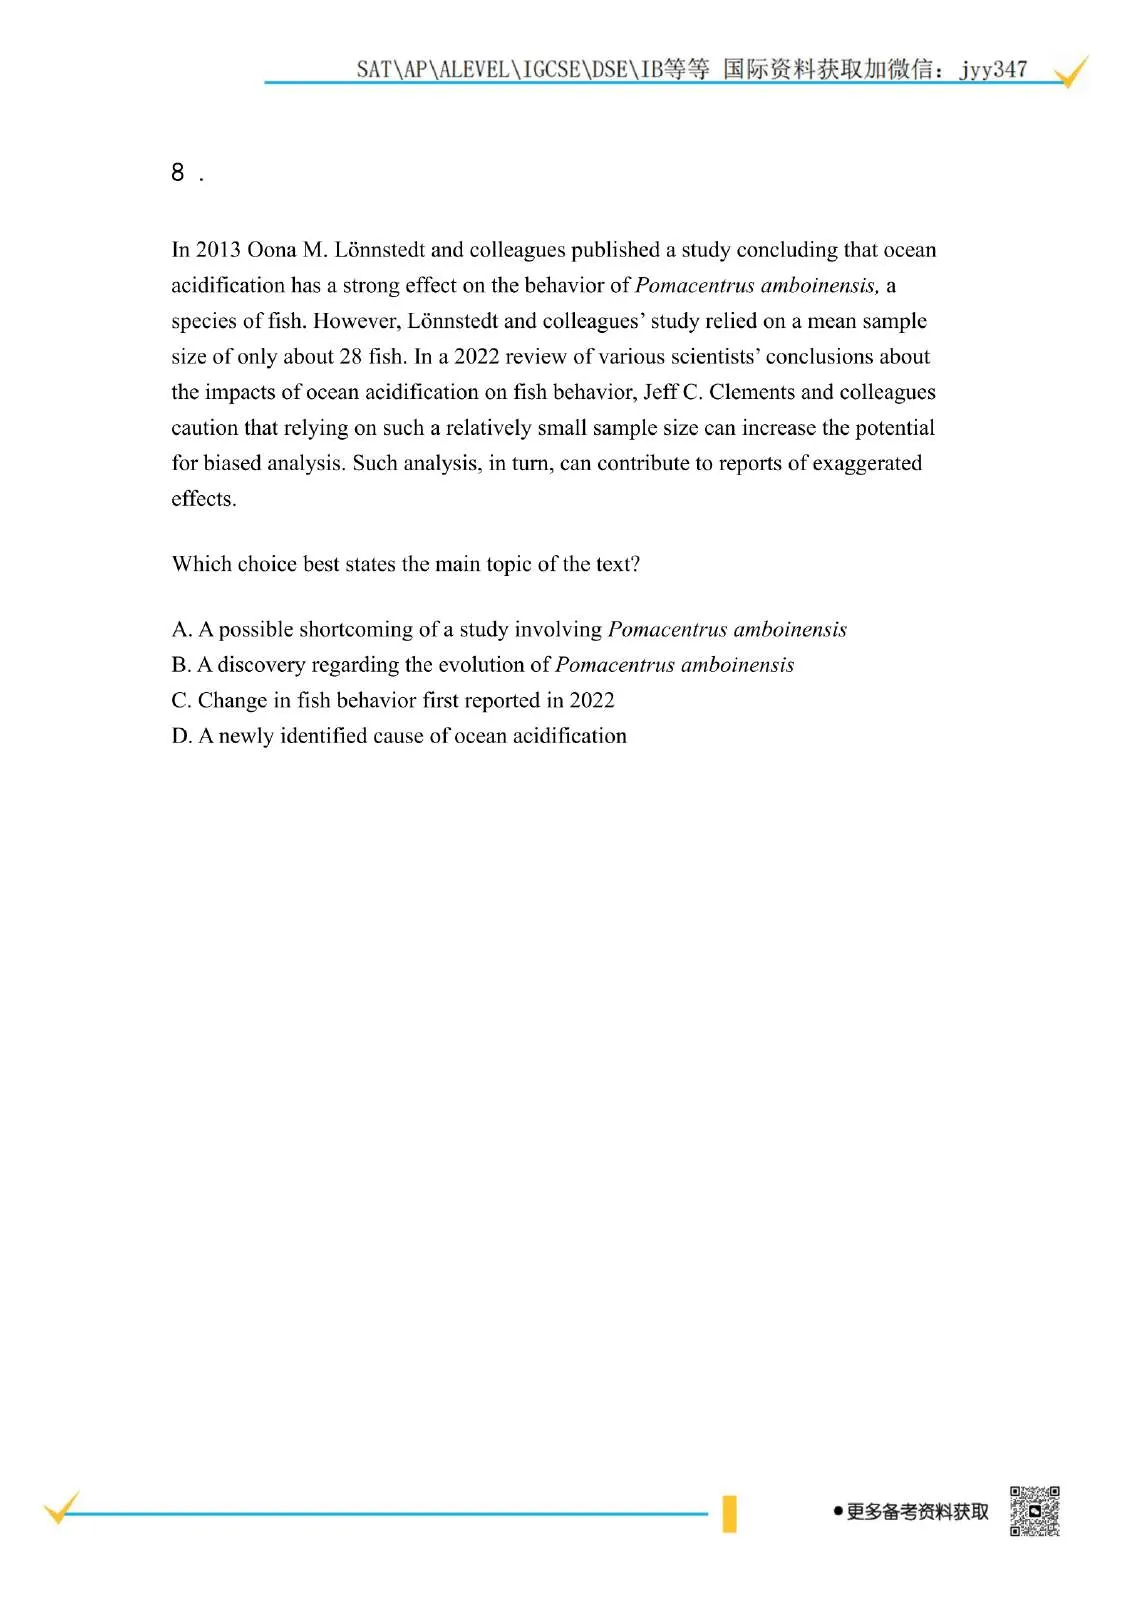 SAT\AP\ALEVEL\IGCSE\DSE\IB等等 国际资料获取加微信：jyy347
8 .
In 2013 Oona M. Lönnstedt and colleagues published a study concluding that ocean
acidification has a strong effect on the behavior of Pomacentrus amboinensis, a
species of fish. However, Lönnstedt and colleagues’ study relied on a mean sample
size of only about 28 fish. In a 2022 review of various scientists’ conclusions about
the impacts of ocean acidification on fish behavior, Jeff C. Clements and colleagues
caution that relying on such a relatively small sample size can increase the potential
for biased analysis. Such analysis, in turn, can contribute to reports of exaggerated
effects.
Which choice best states the main topic of the text?
A. A possible shortcoming of a study involving Pomacentrus amboinensis
B. A discovery regarding the evolution of Pomacentrus amboinensis
C. Change in fish behavior first reported in 2022
D. A newly identified cause of ocean acidification
●更多备考资料获取